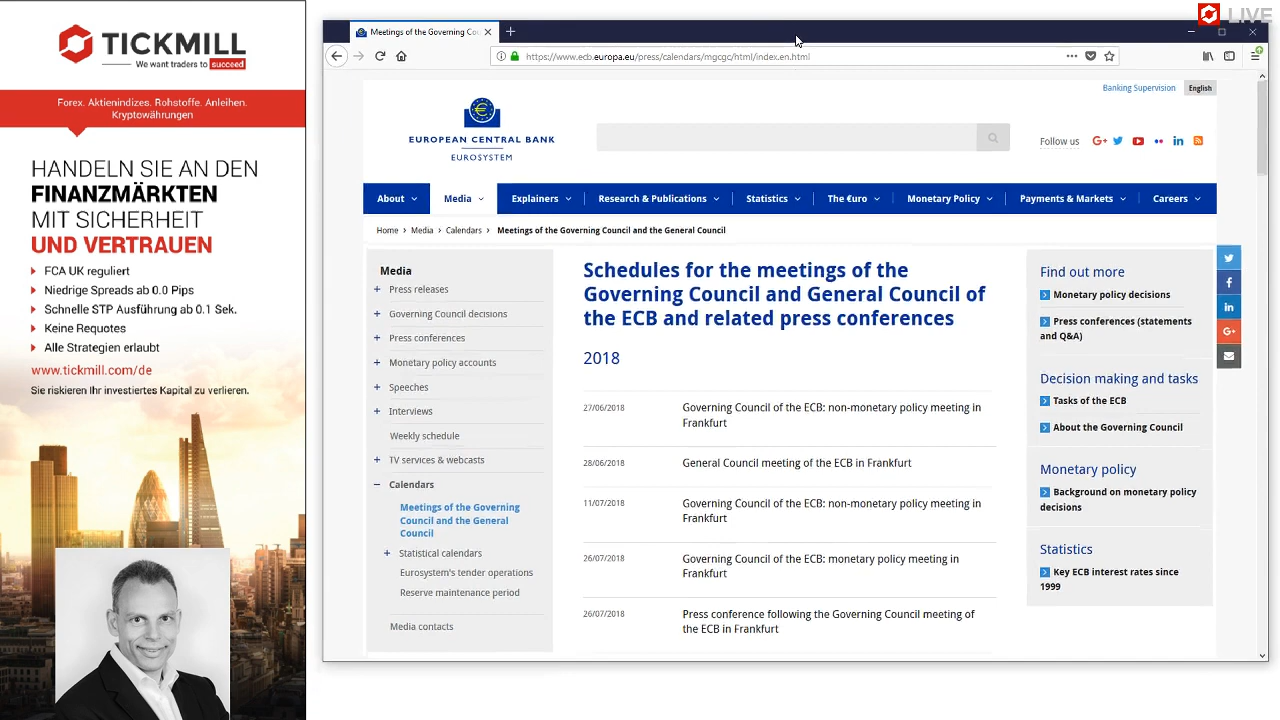 TICKMILL
We want traders to succeed
Forex. Aktienindizes. Rohstoffe. Anleihen.
Kryptowährungen
HANDELN SIE AN DEN
FINANZMÄRKTEN
MIT SICHERHEIT
UND VERTRAUEN
FCA UK reguliert
Niedrige Spreads ab 0.0 Pips
Schnelle STP Ausführung ab 0.1 Sek.
Keine Requotes
Alle Strategien erlaubt
www.tickmill.com/de
Sie riskieren Ihr investiertes Kapital zu verlieren.
LIVE
Meetings of the Governing Co
https://www.ecb.europa.eu/press/calendars/mgcgc/html/index.en.html
Banking Supervision
English
EUROPEAN CENTRAL BANK
EUROSYSTEM
Follow us
About
Media
Explainers
Research & Publications
Statistics
The €uro
Monetary Policy
Payments & Markets
Careers
Home > Media > Calendars > Meetings of the Governing Council and the General Council
Media
Press releases
Governing Council decisions
Press conferences
Monetary policy accounts
Speeches
Interviews
Weekly schedule
TV services & webcasts
Calendars
Meetings of the Governing
Council and the General
Council
Statistical calendars
Eurosystem's tender operations
Reserve maintenance period
Media contacts
Schedules for the meetings of the
Governing Council and General Council of
the ECB and related press conferences
2018
27/06/2018 Governing Council of the ECB: non-monetary policy meeting in
Frankfurt
28/06/2018 General Council meeting of the ECB in Frankfurt
11/07/2018 Governing Council of the ECB: non-monetary policy meeting in
Frankfurt
26/07/2018 Governing Council of the ECB: monetary policy meeting in
Frankfurt
26/07/2018 Press conference following the Governing Council meeting of
the ECB in Frankfurt
Find out more
Monetary policy decisions
Press conferences (statements
and Q&A)
Decision making and tasks
Tasks of the ECB
About the Governing Council
Monetary policy
Background on monetary policy
decisions
Statistics
Key ECB interest rates since
1999